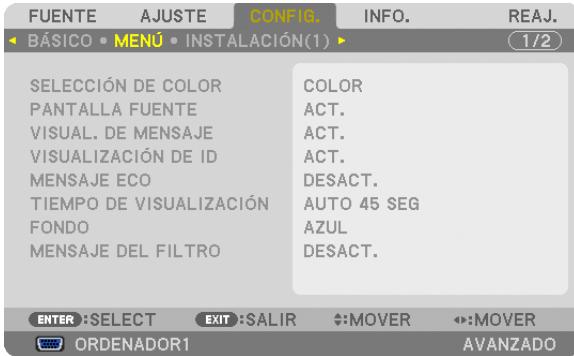 FUENTE AJUSTE CONFIG. INFO. REAJ.
BÁSICO • MENÚ • INSTALACIÓN(1) 1/2
SELECCIÓN DE COLOR COLOR
PANTALLA FUENTE ACT.
VISUAL. DE MENSAJE ACT.
VISUALIZACIÓN DE ID ACT.
MENSAJE ECO DESACT.
TIEMPO DE VISUALIZACIÓN AUTO 45 SEG
FONDO AZUL
MENSAJE DEL FILTRO DESACT.
ENTER :SELECT EXIT :SALIR :MOVER :MOVER
ORDENADOR1 AVANZADO